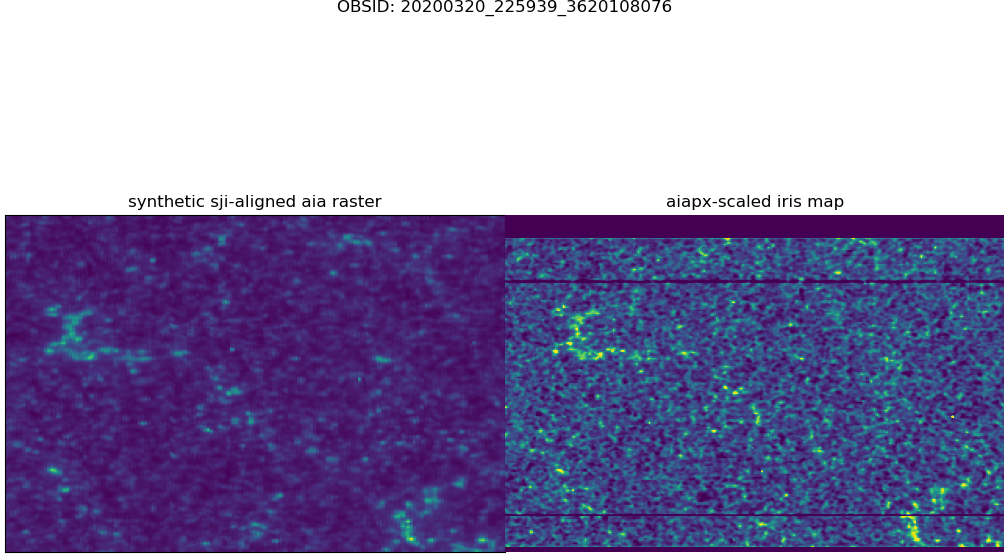 OBSID: 20200320_225939_3620108076
synthetic sji-aligned aia raster
aiapx-scaled iris map